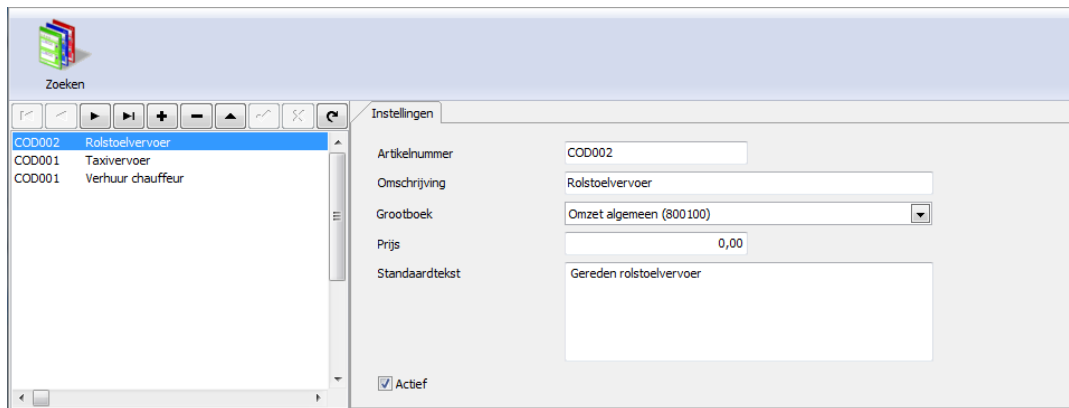 Zoeken
COD002 Rolstoelvervoer
COD001 Taxivervoer
COD001 Verhuur chauffeur
Instellingen
Artikelnummer COD002
Omschrijving Rolstoelvervoer
Grootboek Omzet algemeen (800100)
Prijs 0,00
Standaardtekst Gereden rolstoelvervoer
Actief